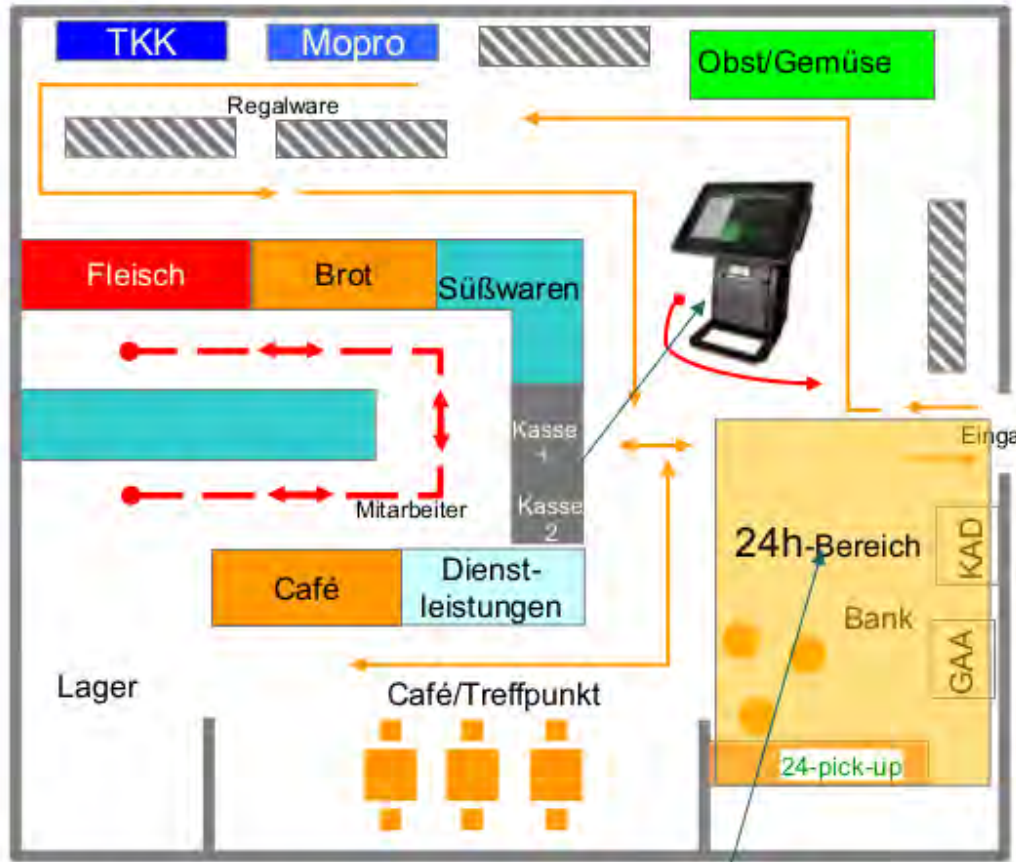 TKK
Mopro
Obst/Gemüse
Regalware
Fleisch
Brot
Süßwaren
Kasse
1
Kasse
2
Mitarbeiter
Einga
24h-Bereich
KAD
Bank
GAA
Café
Dienst-
leistungen
Lager
Café/Treffpunkt
24-pick-up